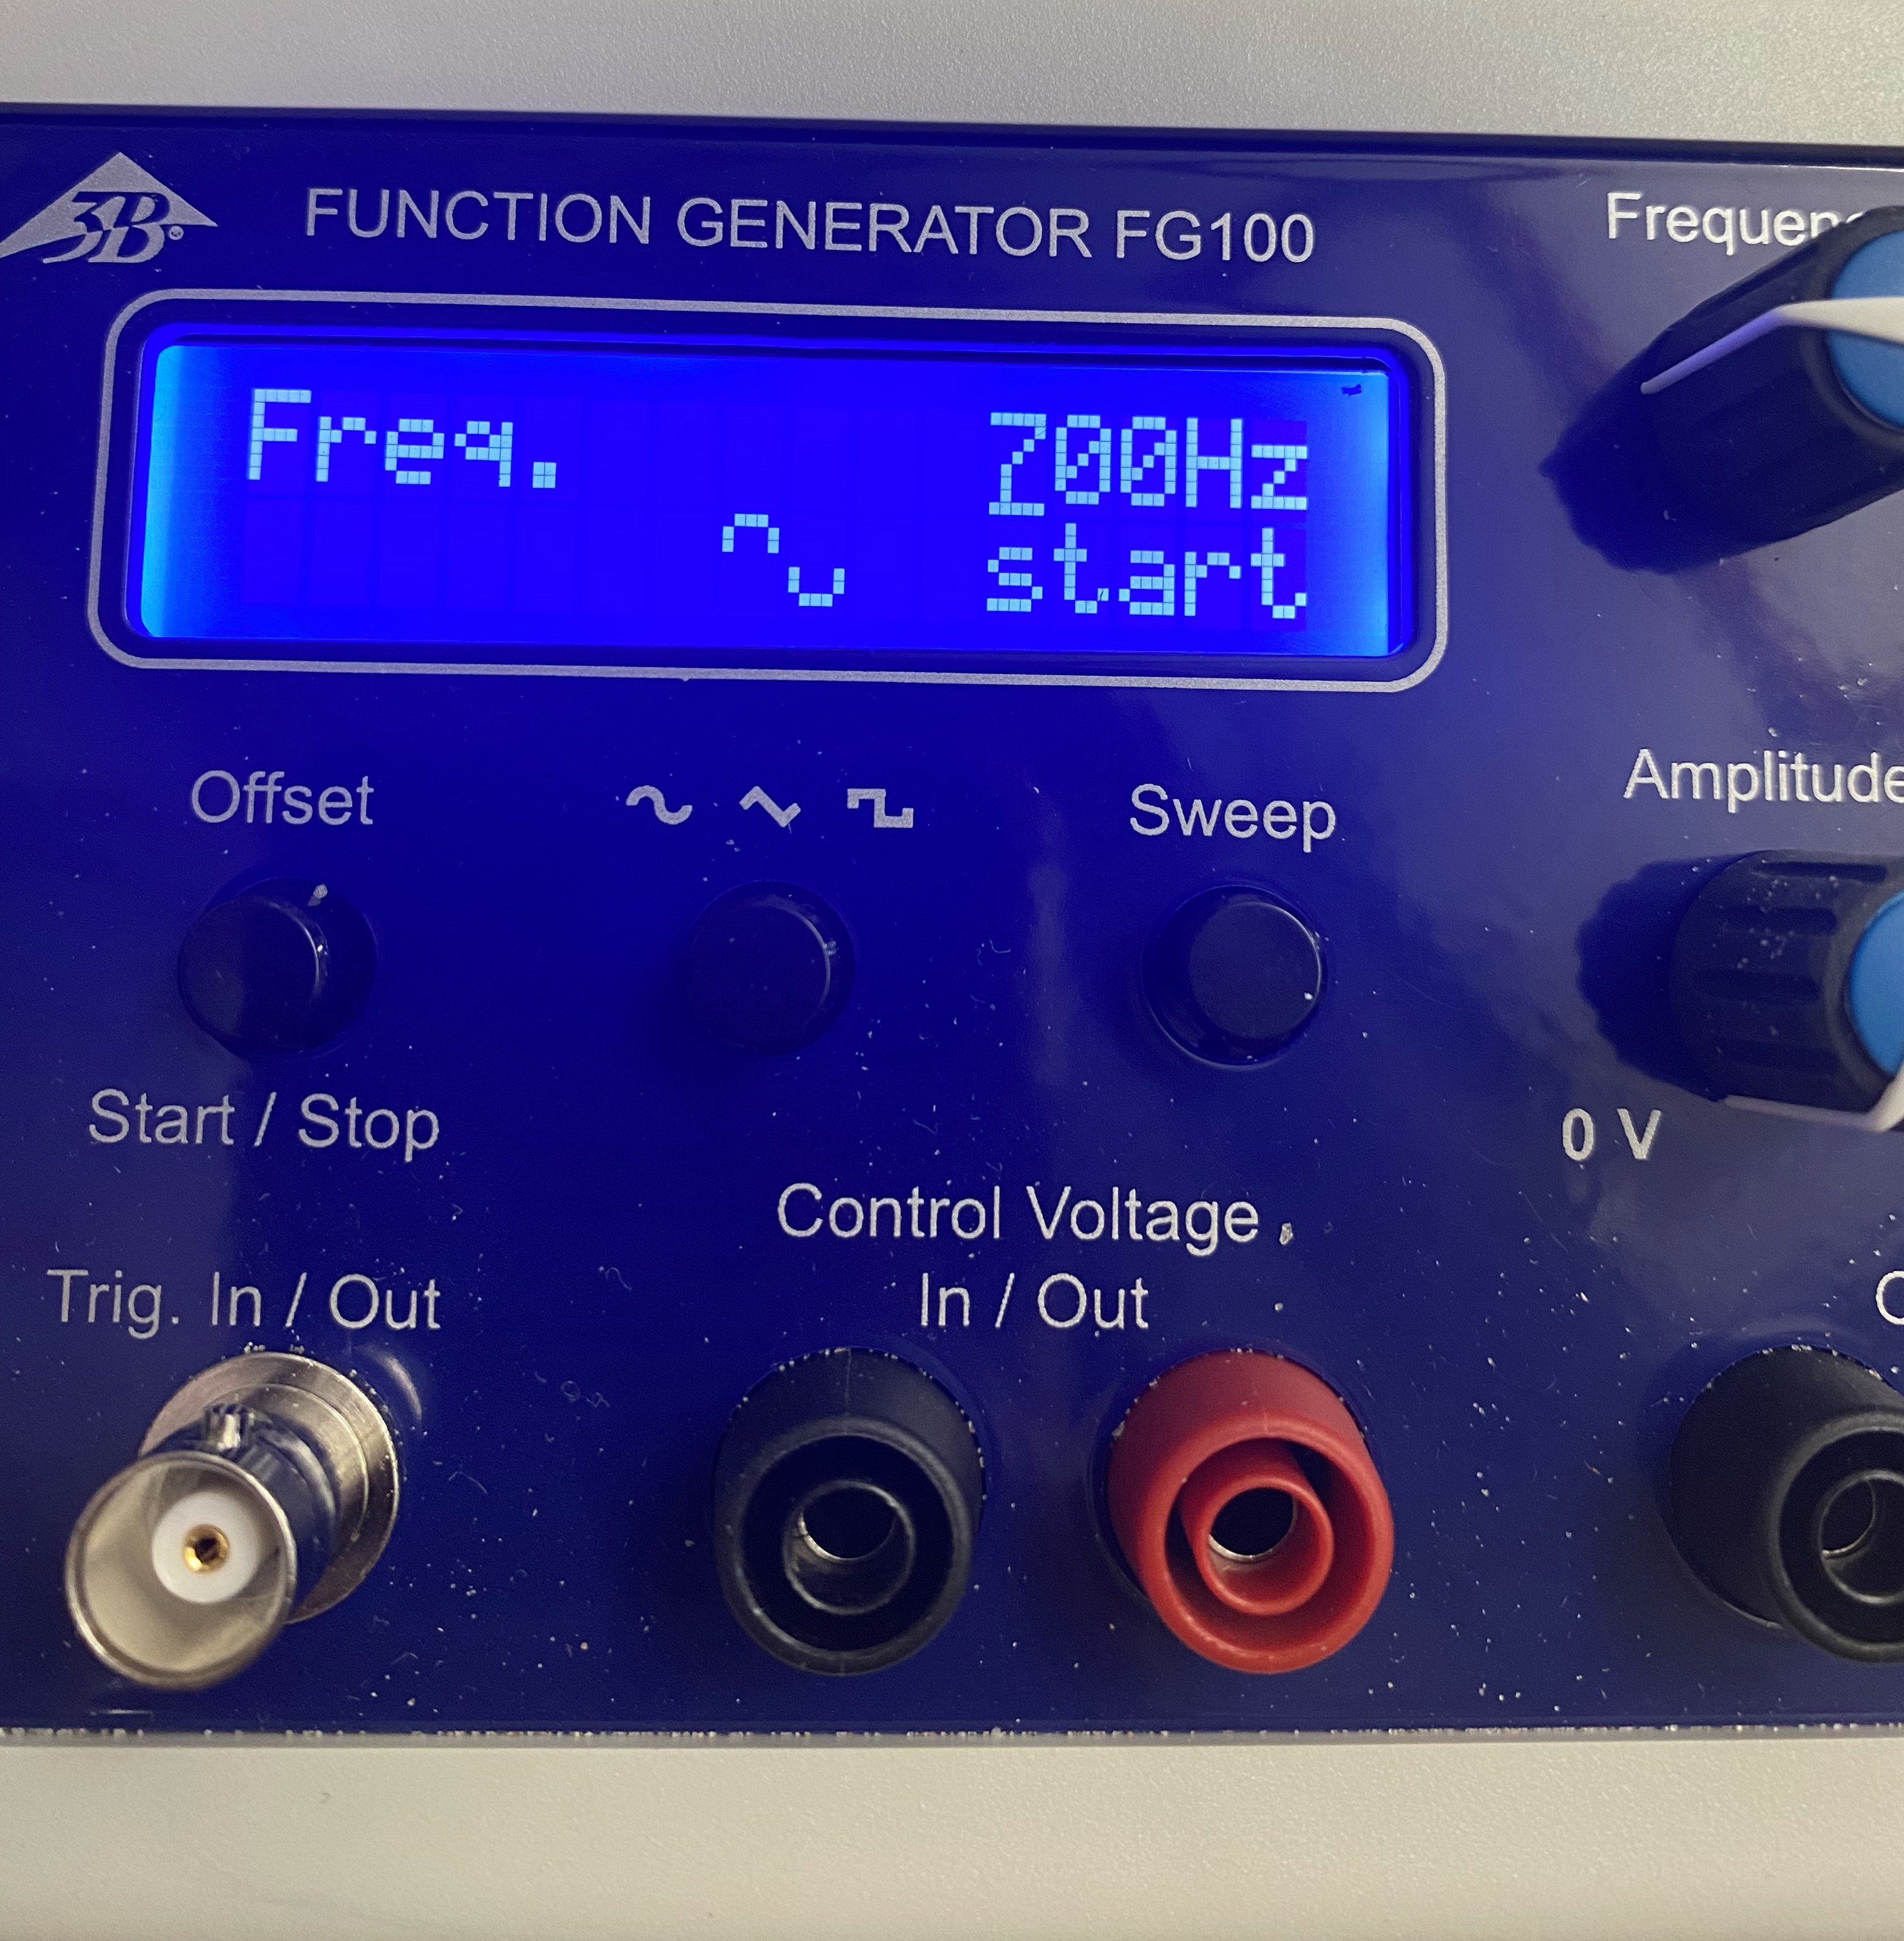 3B®
FUNCTION GENERATOR FG100
Freq. 700Hz
start
Offset
Sweep
Amplitude
Start / Stop
0 V
Control Voltage
In / Out
Trig. In / Out